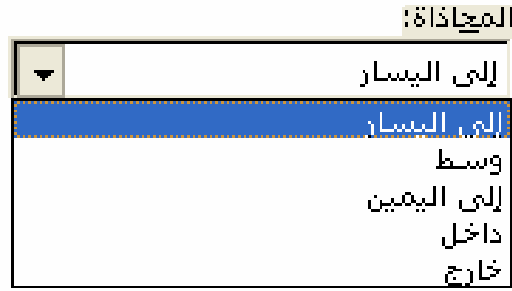 المحاذاة:
إلى اليسار
إلى اليسار
وسط
إلى اليمين
داخل
خارج